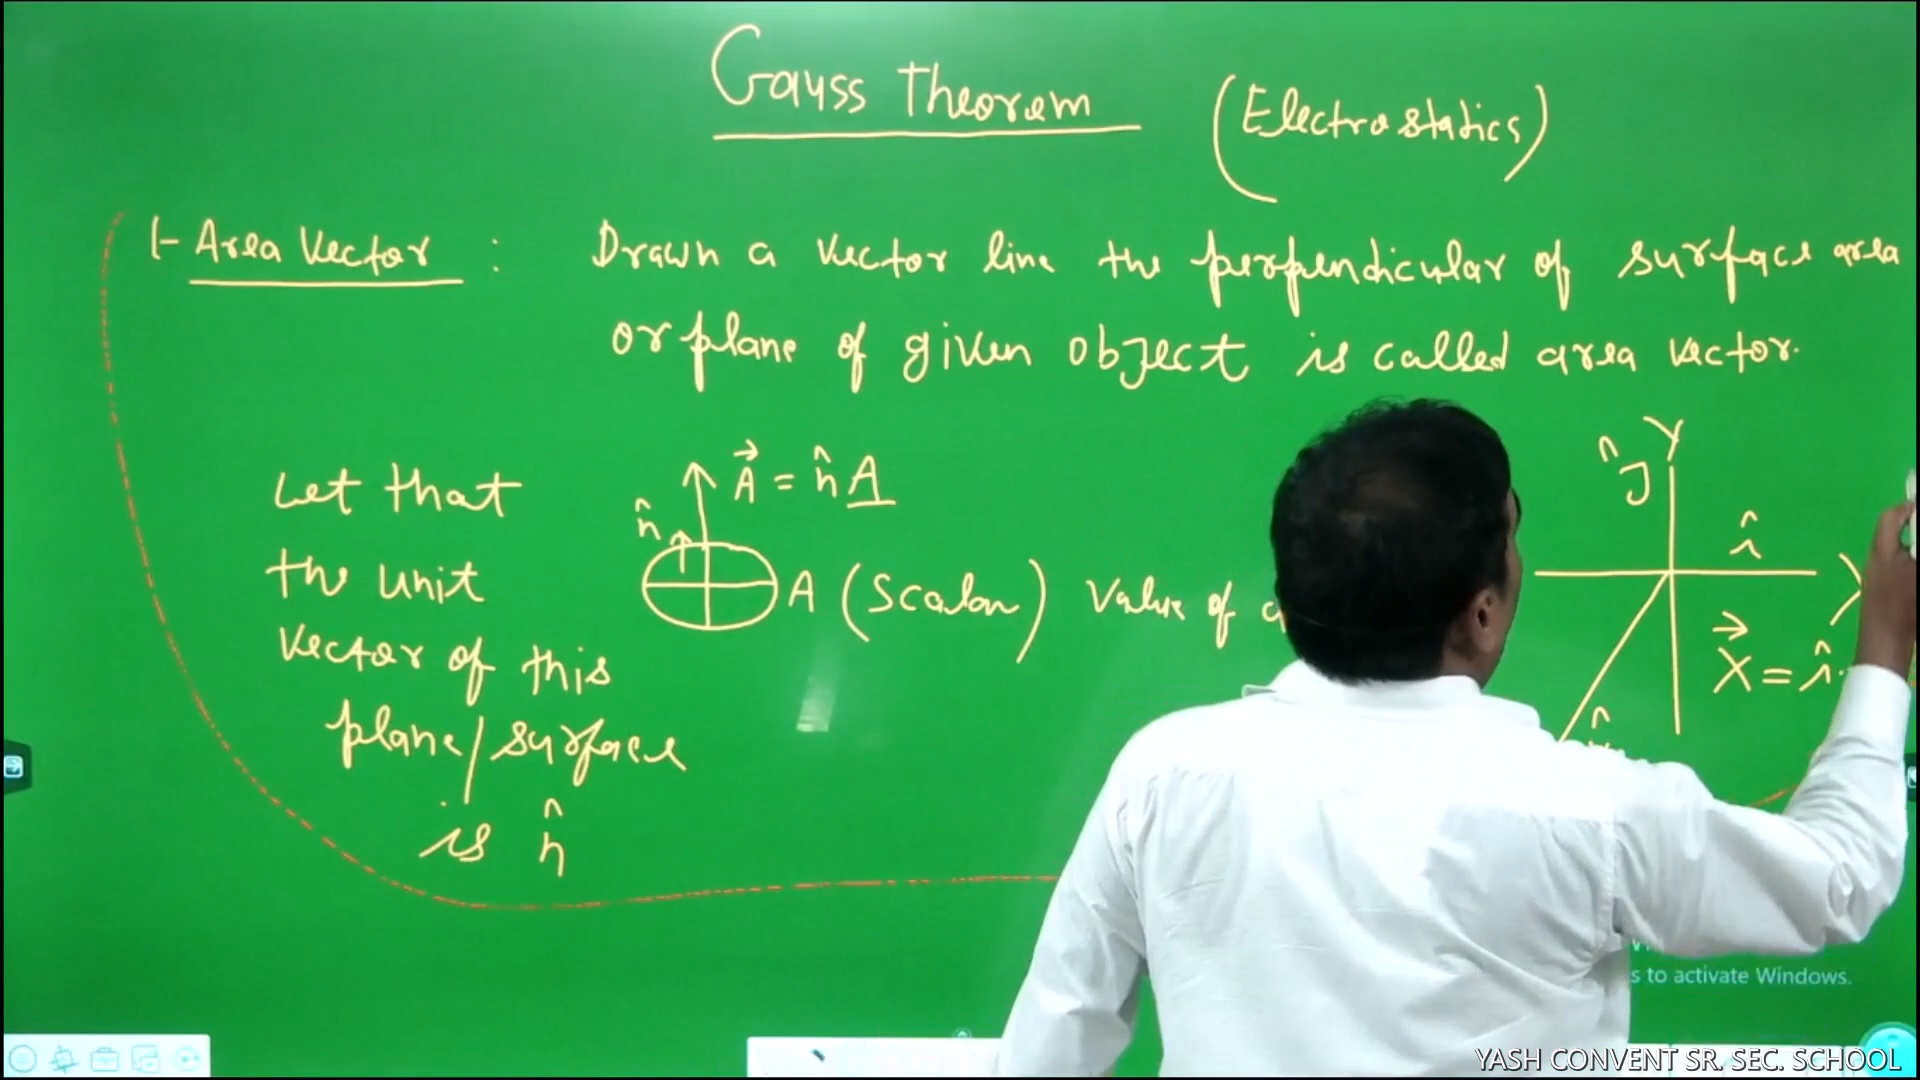 Gauss Theorem (Electrostatics)
1- Area Vector : Drawn a vector line the perpendicular of surface area
or plane of given object is called area vector.
Let that
the unit
vector of this
plane/surface
is n̂
A⃗ = n̂ A
n̂
A (Scalar) Value of
Y
ĵ
î
X
X⃗ = î.
s to activate Windows.
YASH CONVENT SR. SEC. SCHOOL